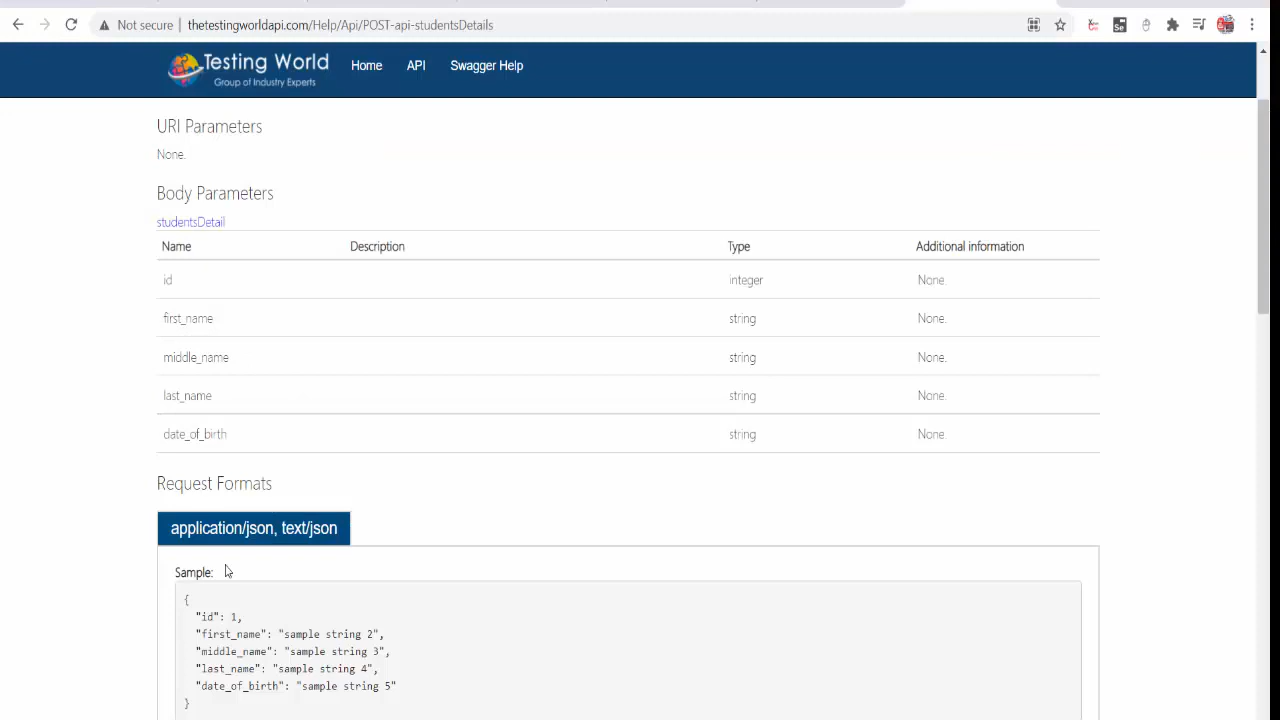 Not secure | thetestingworldapi.com/Help/Api/POST-api-studentsDetails
Testing World
Group of Industry Experts
Home API Swagger Help
URI Parameters
None.
Body Parameters
studentsDetail
Name Description Type Additional information
id integer None.
first_name string None.
middle_name string None.
last_name string None.
date_of_birth string None.
Request Formats
application/json, text/json
Sample:
{
"id": 1,
"first_name": "sample string 2",
"middle_name": "sample string 3",
"last_name": "sample string 4",
"date_of_birth": "sample string 5"
}